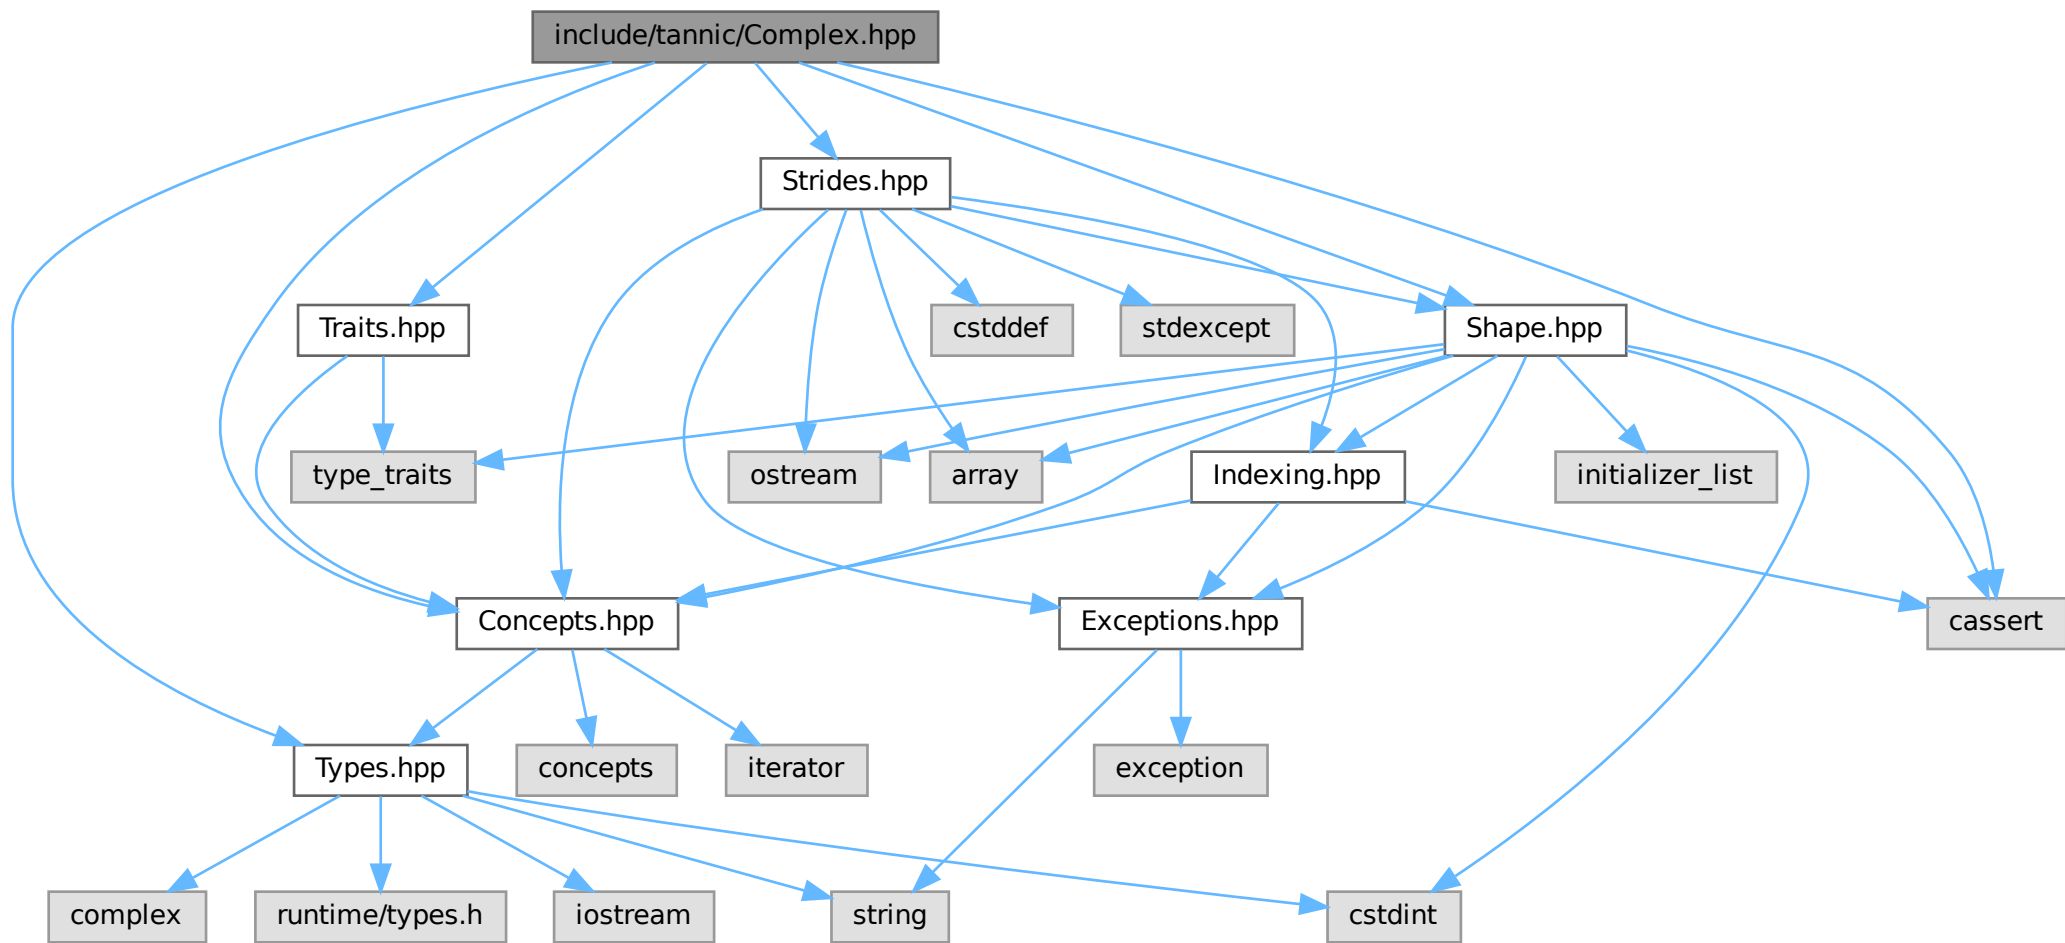 include/tannic/Complex.hpp
Strides.hpp
Traits.hpp
cstddef
stdexcept
Shape.hpp
type_traits
ostream
array
Indexing.hpp
initializer_list
Concepts.hpp
Exceptions.hpp
cassert
Types.hpp
concepts
iterator
exception
complex
runtime/types.h
iostream
string
cstdint